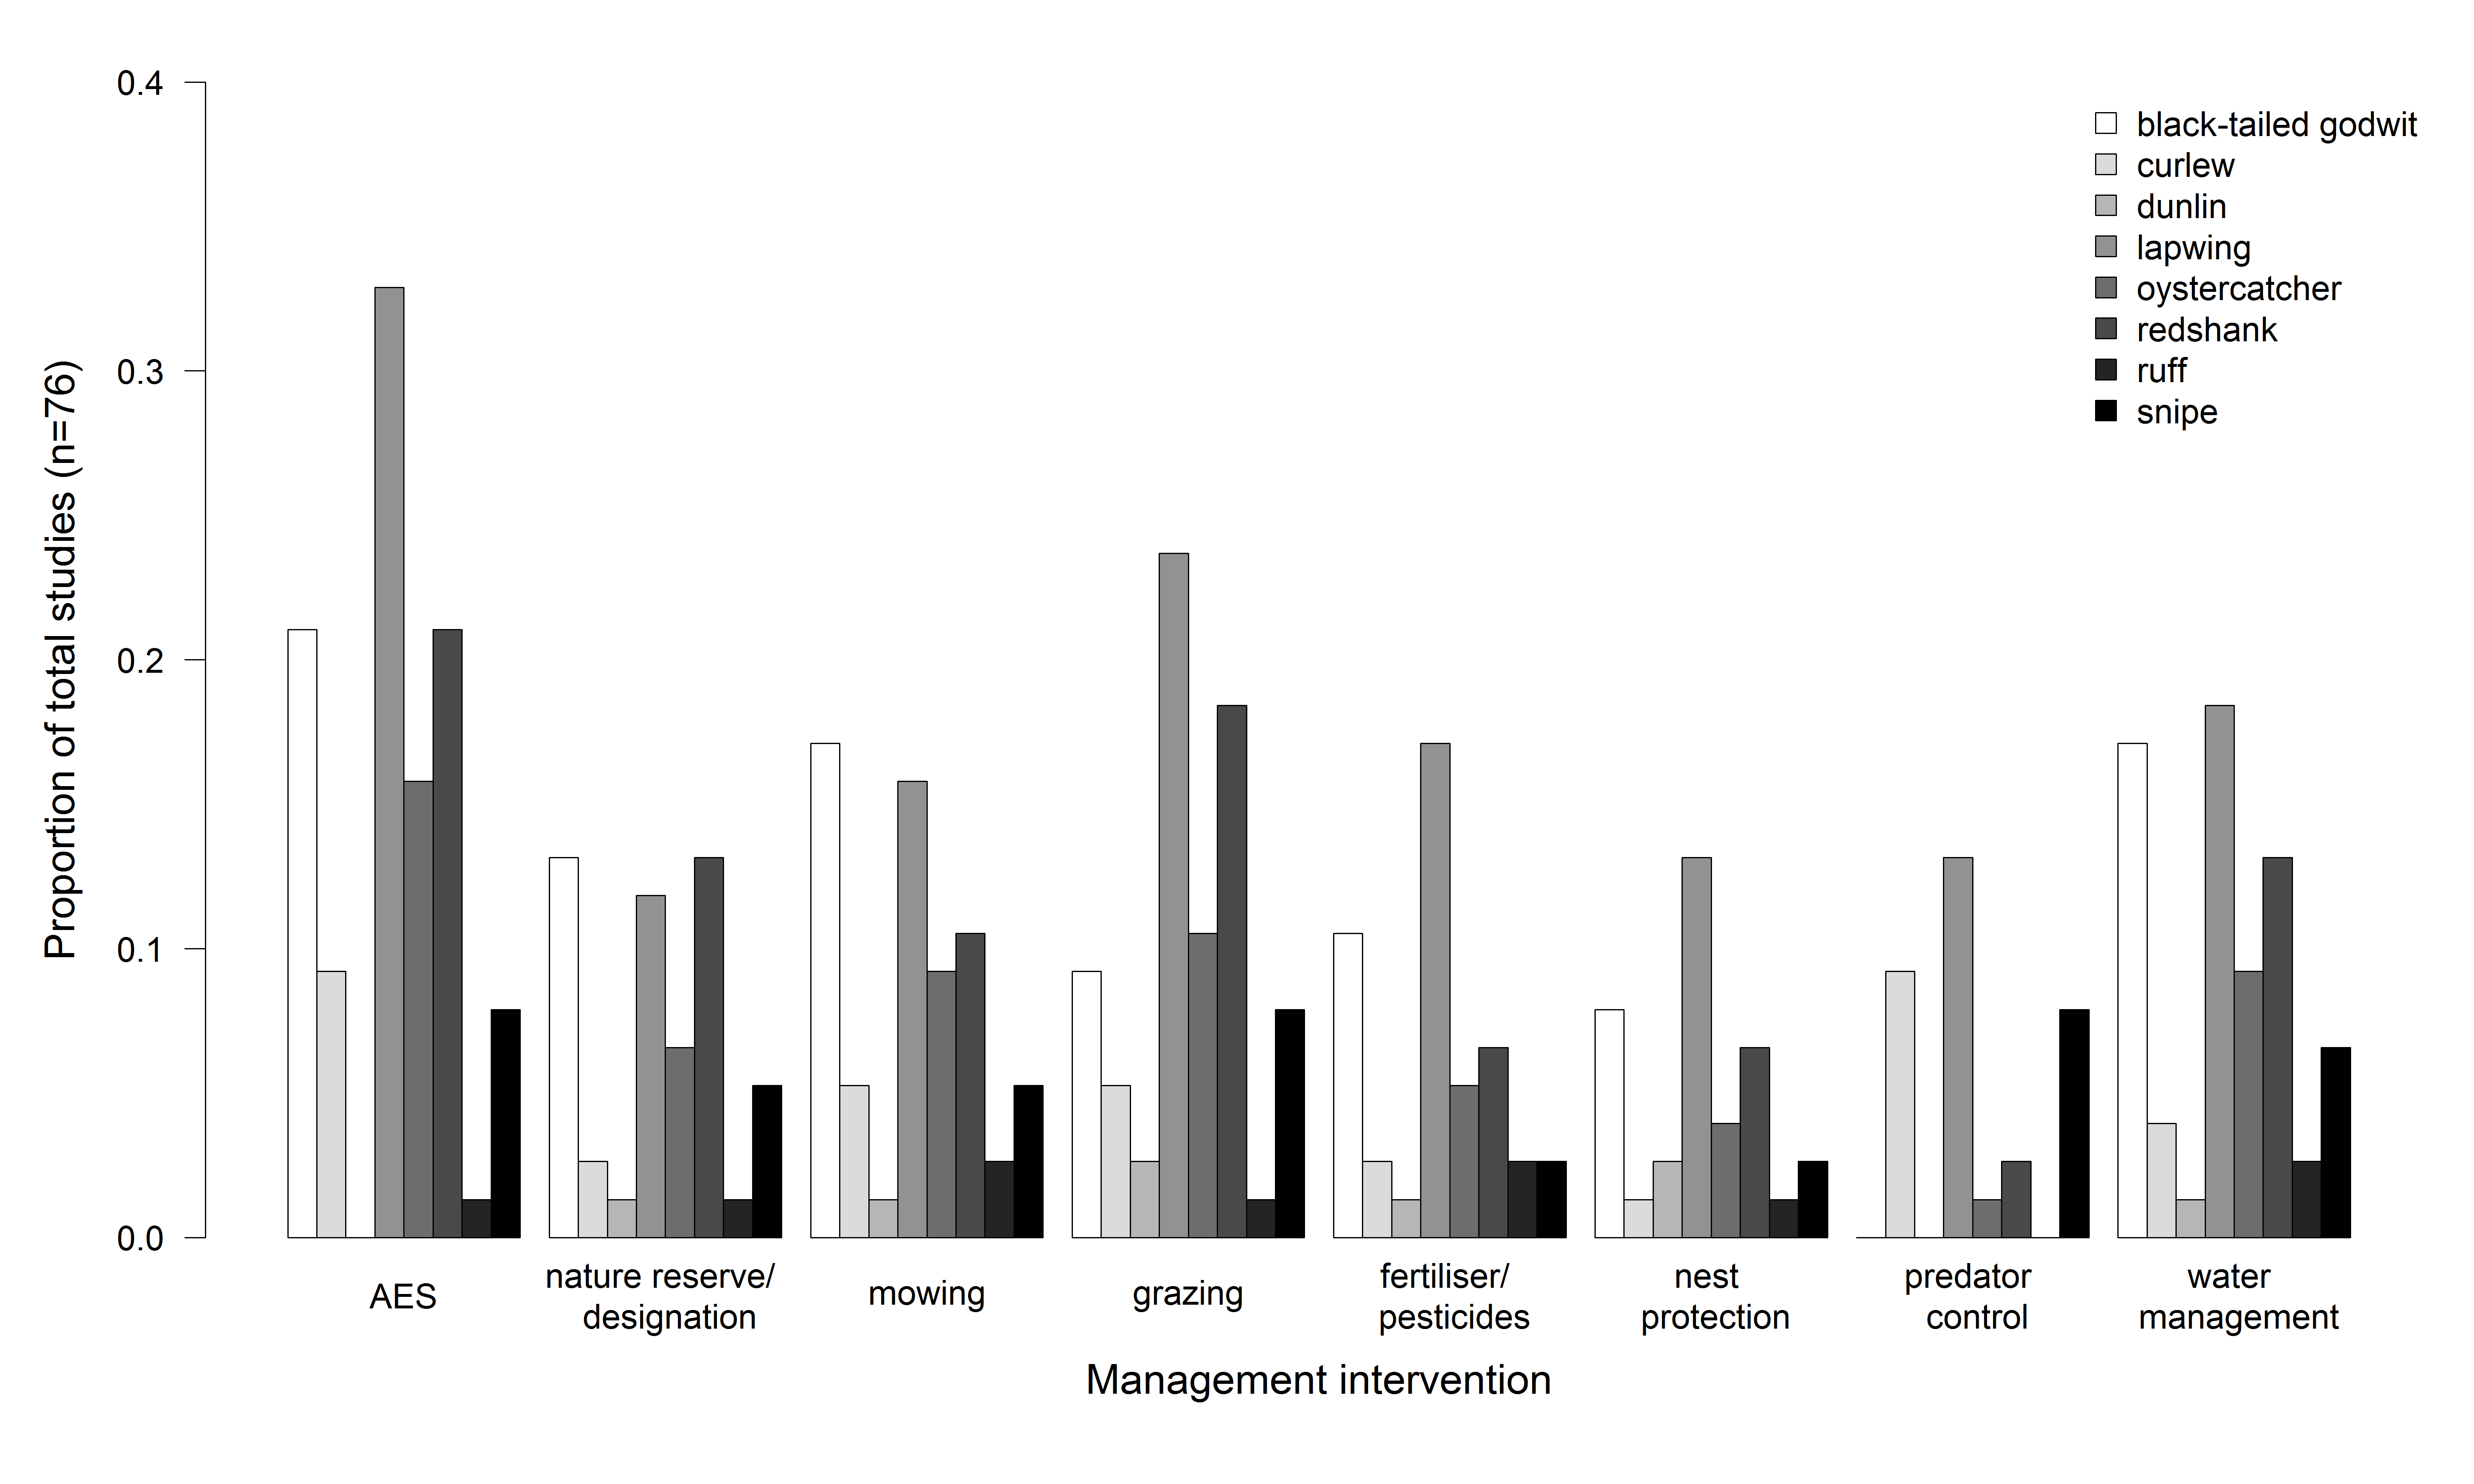 Proportion of total studies (n=76)
0.4
0.3
0.2
0.1
0.0
black-tailed godwit
curlew
dunlin
lapwing
oystercatcher
redshank
ruff
snipe
AES
nature reserve/
designation
mowing
grazing
fertiliser/
pesticides
nest
protection
predator
control
water
management
Management intervention